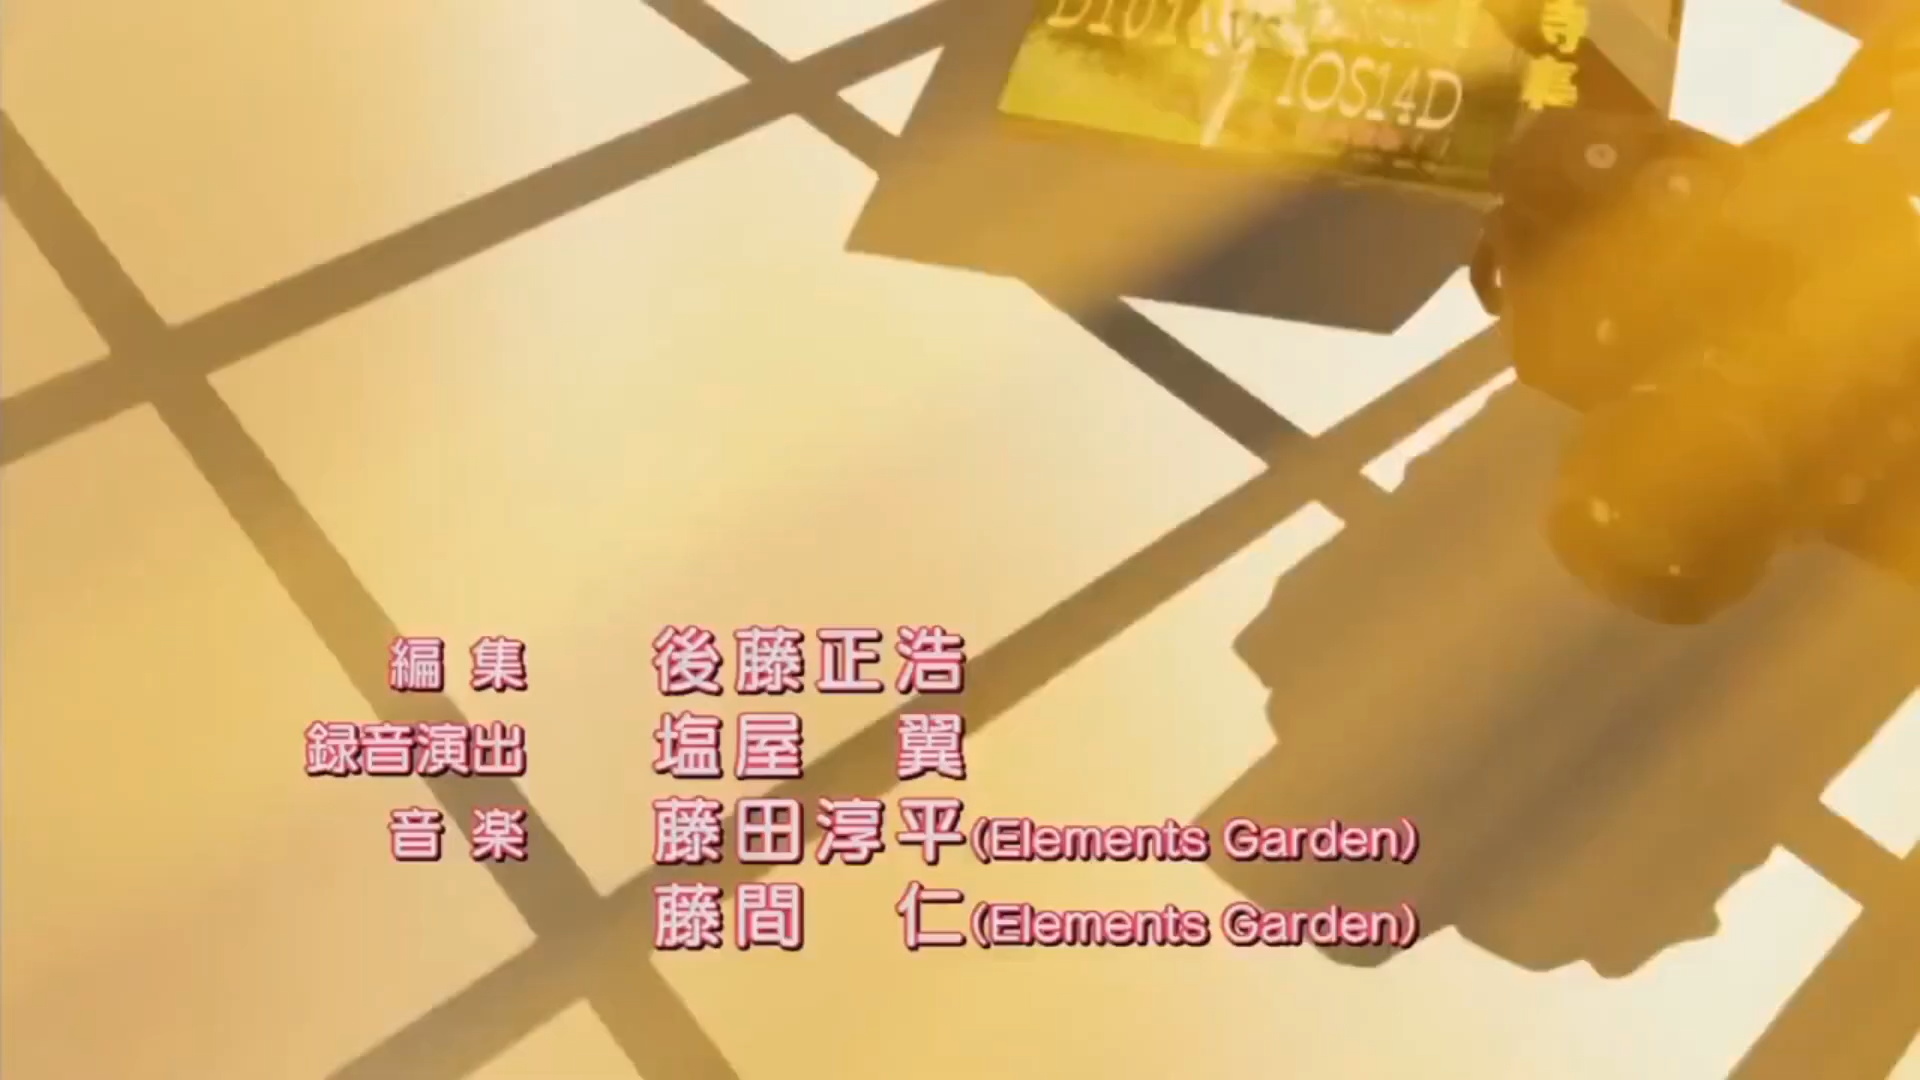 IOS14D
編集 後藤正浩
録音演出 塩屋 翼
音楽 藤田淳平(Elements Garden)
藤間 仁(Elements Garden)